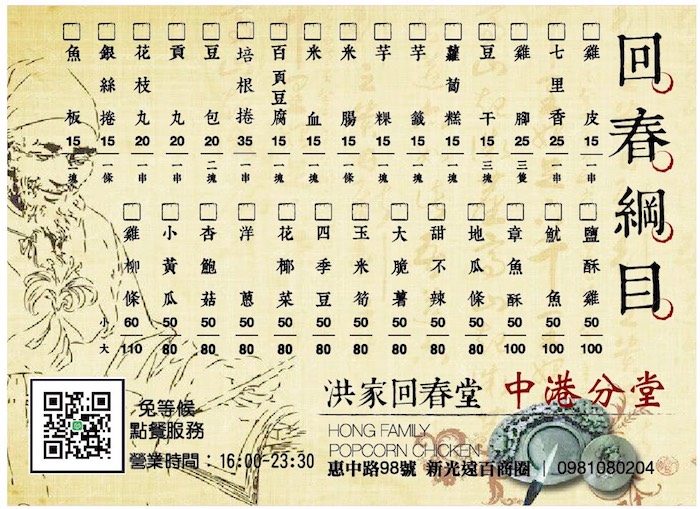 回春綱目
雞皮 15 一串
七里香 25 一串
雞腳 25 三隻
豆干 15 三塊
蘿蔔糕 15 一塊
芋籤 15 一塊
芋粿 15 一塊
米腸 15 一條
米血 15 一塊
百頁豆腐 15 一塊
培根捲 35 一串
豆包 20 二塊
貢丸 20 一串
花枝丸 20 一串
銀絲捲 15 一條
魚板 15 塊
鹽酥雞 50 100
魷魚 50 100
章魚酥 50 100
地瓜條 50 80
甜不辣 50 80
大脆薯 50 80
玉米筍 50 80
四季豆 50 80
花椰菜 50 80
洋蔥 50 80
杏鮑菇 50 80
小黃瓜 50 80
雞柳條 小 60 大 110
洪家回春堂 中港分堂
HONG FAMILY
POPCORN CHICKEN
惠中路98號 新光遠百商圈 | 0981080204
兔等候
點餐服務
營業時間：16:00-23:30